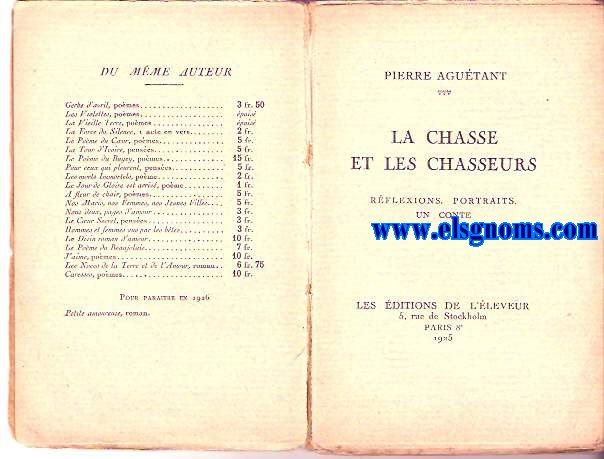 DU MÊME AUTEUR
Gerbe d'avril, poèmes 3 fr. 50
Les Violettes, poèmes épuisé
La Vieille Terre, poèmes épuisé
La Force du Silence, 1 acte en vers 2 fr.
Le Poème du Cœur, poèmes 5 fr.
La Tour d'Ivoire, pensées 5 fr.
Le Poème du Bugey, poèmes 15 fr.
Pour ceux qui pleurent, pensées 5 fr.
Les morts Immortels, poème 2 fr.
Le Jour de Gloire est arrivé, poème 1 fr.
A fleur de chair, poèmes 5 fr.
Nos Maris, nos Femmes, nos Jeunes Filles 5 fr.
Nous deux, pages d'amour 3 fr.
Le Cœur Secret, pensées 3 fr.
Hommes et femmes vus par les bêtes 3 fr.
Le Divin roman d'amour 10 fr.
Le Poème du Beaujolais 7 fr.
J'aime, poèmes 10 fr.
Les Noces de la Terre et de l'Amour, roman 6 fr. 75
Caresses, poèmes 10 fr.
POUR PARAITRE EN 1926
Petite amoureuse, roman.
PIERRE AGUÉTANT
LA CHASSE
ET LES CHASSEURS
RÉFLEXIONS. PORTRAITS.
UN CONTE
www.elsgnoms.com
LES ÉDITIONS DE L'ÉLEVEUR
5, rue de Stockholm
PARIS 8e
1925